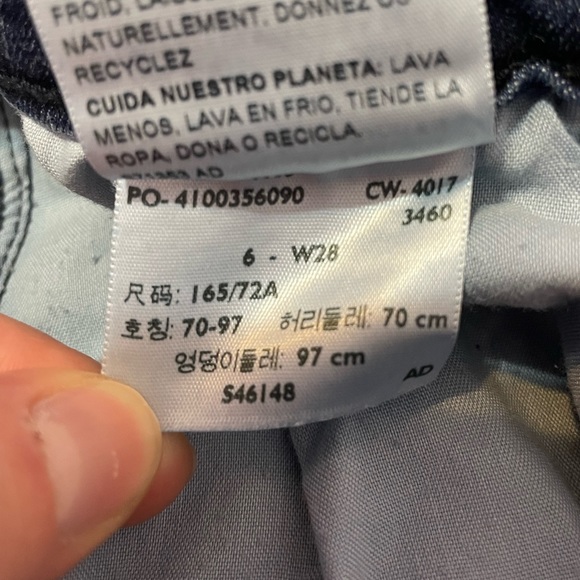 FROID,
NATURELLEMENT, DONNEZ OU
RECYCLEZ
CUIDA NUESTRO PLANETA: LAVA
MENOS, LAVA EN FRIO, TIENDE LA
ROPA, DONA O RECICLA.
AD
PO- 4100356090 CW- 4017
3460
6 - W28
尺码: 165/72A
호칭: 70-97 허리둘레: 70 cm
엉덩이둘레: 97 cm
AD
S46148